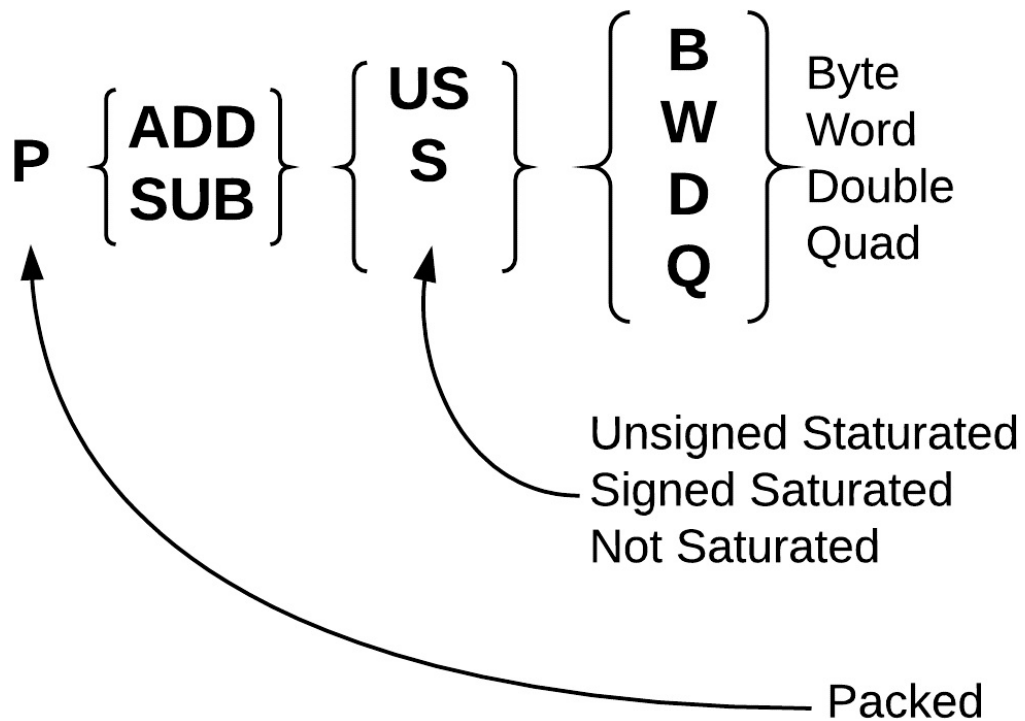 P
ADD
SUB
US
S
B
W
D
Q
Byte
Word
Double
Quad
Unsigned Staturated
Signed Saturated
Not Saturated
Packed